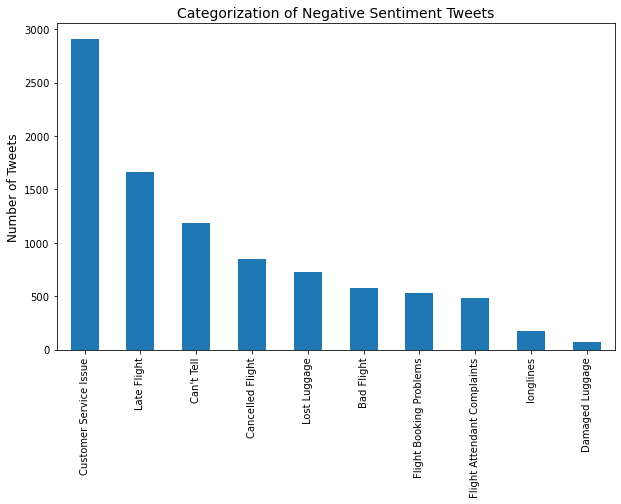 Categorization of Negative Sentiment Tweets
Number of Tweets
3000
2500
2000
1500
1000
500
0
Customer Service Issue
Late Flight
Can't Tell
Cancelled Flight
Lost Luggage
Bad Flight
Flight Booking Problems
Flight Attendant Complaints
longlines
Damaged Luggage